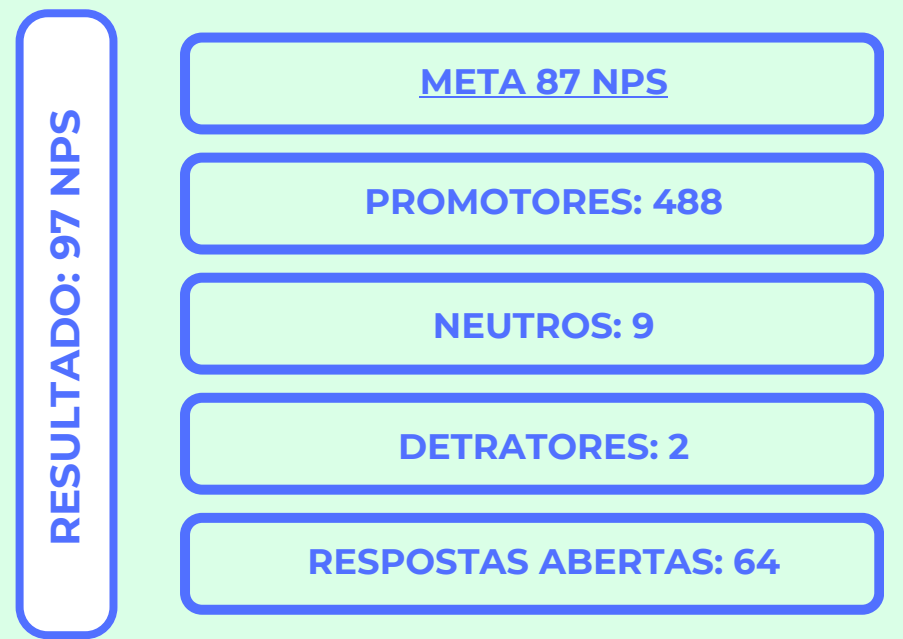 RESULTADO: 97 NPS
META 87 NPS
PROMOTORES: 488
NEUTROS: 9
DETRATORES: 2
RESPOSTAS ABERTAS: 64